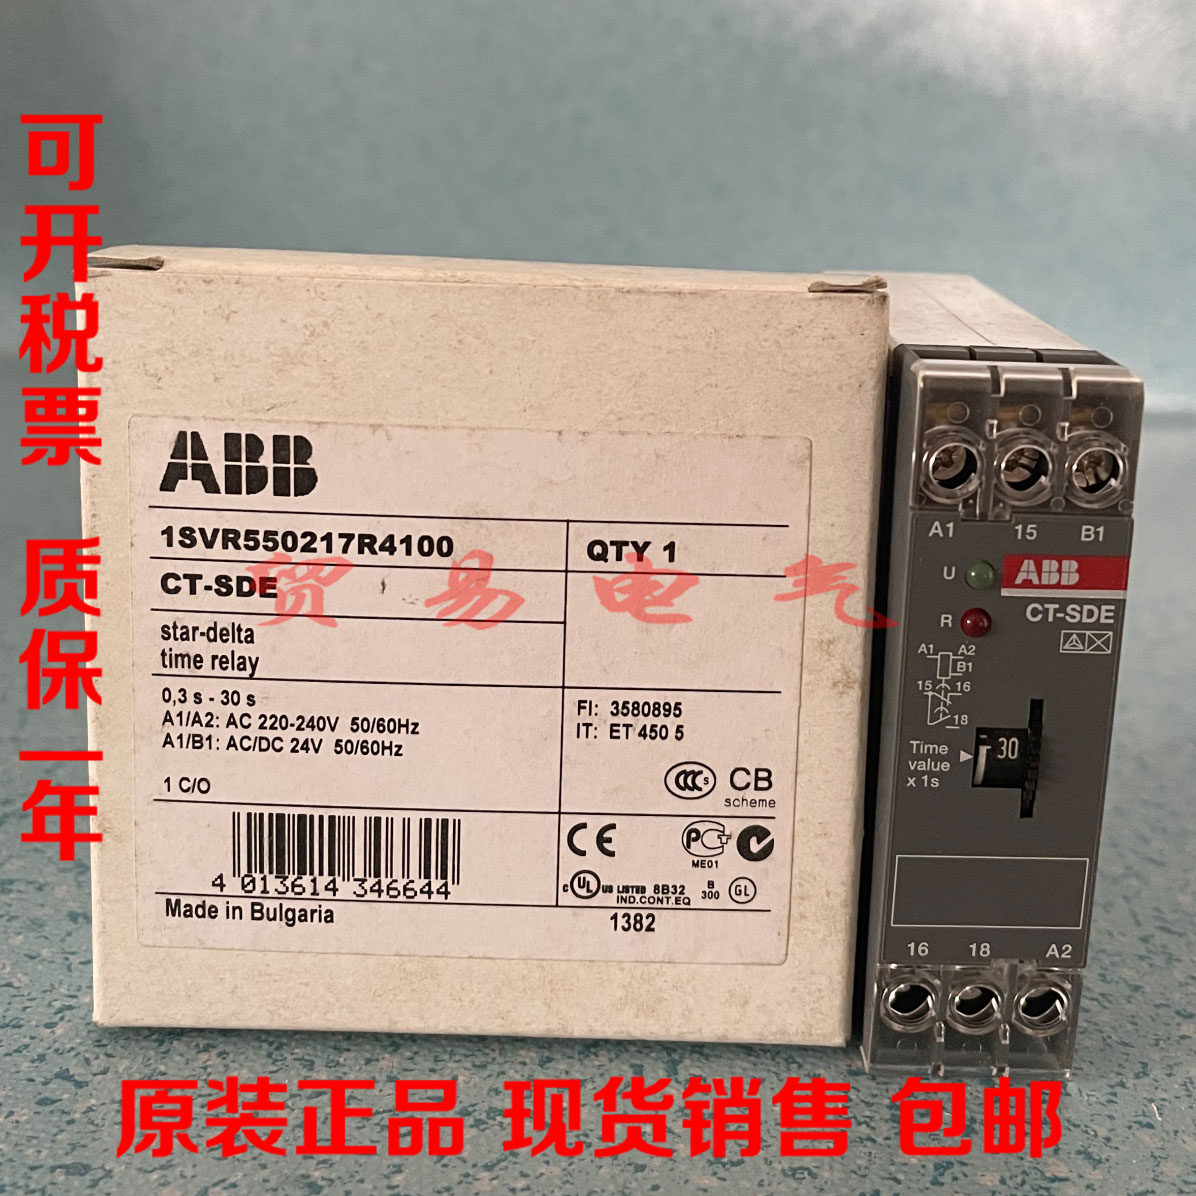 可开税票 质保一年
ABB
1SVR550217R4100
QTY 1
CT-SDE
贸易电气
star-delta
time relay
0,3 s - 30 s
A1/A2: AC 220-240V 50/60Hz
A1/B1: AC/DC 24V 50/60Hz
1 C/O
FI: 3580895
IT: ET 450 5
CCC S
CB
scheme
4 013614 346644
Made in Bulgaria
CE
PCT
ME01
c UL US LISTED 8B32
IND.CONT.EQ
B
300
GL
1382
A1 15 B1
U
ABB
R
CT-SDE
A1 A2
B1
15 16
18
Time
value
x 1s
30
16 18 A2
原装正品 现货销售 包邮